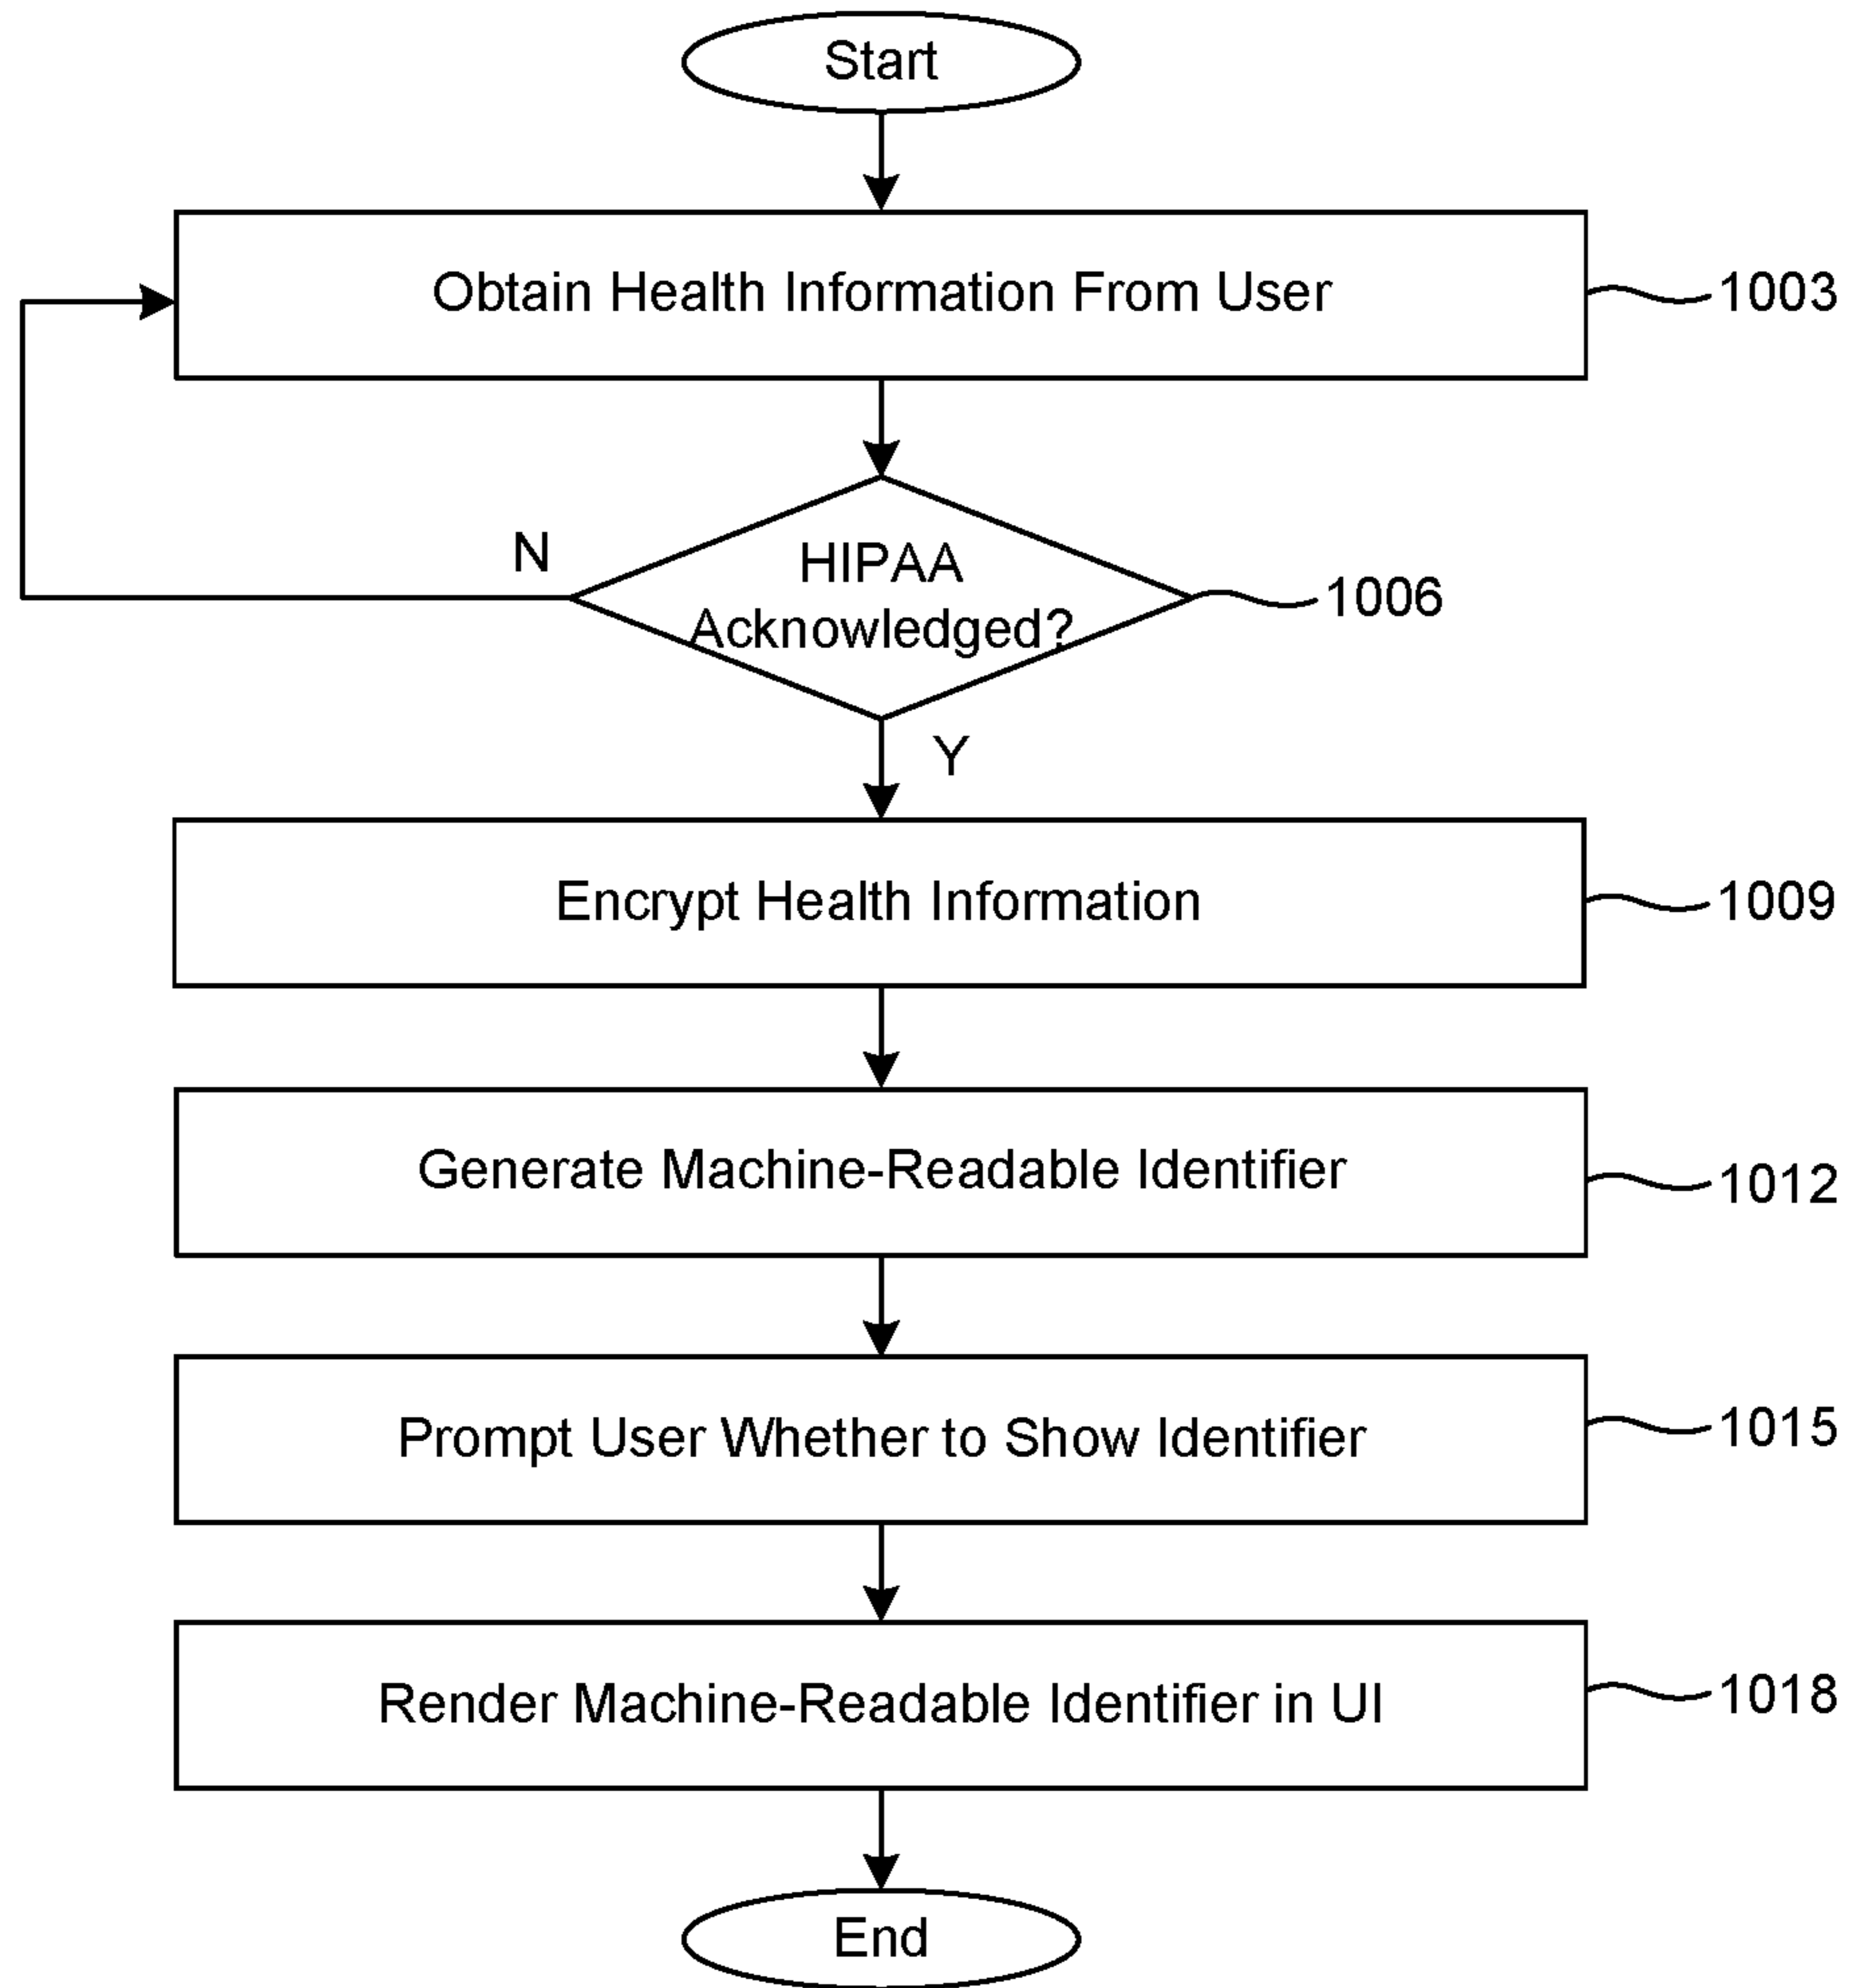 Start
Obtain Health Information From User
1003
N
HIPAA
Acknowledged?
1006
Y
Encrypt Health Information
1009
Generate Machine-Readable Identifier
1012
Prompt User Whether to Show Identifier
1015
Render Machine-Readable Identifier in UI
1018
End